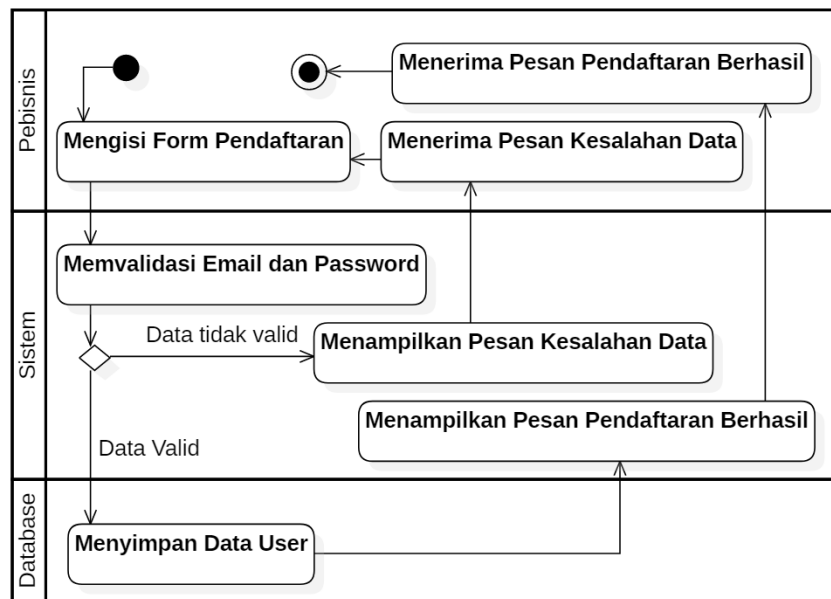 Pebisnis
Menerima Pesan Pendaftaran Berhasil
Mengisi Form Pendaftaran
Menerima Pesan Kesalahan Data
Sistem
Memvalidasi Email dan Password
Data tidak valid
Menampilkan Pesan Kesalahan Data
Menampilkan Pesan Pendaftaran Berhasil
Data Valid
Database
Menyimpan Data User